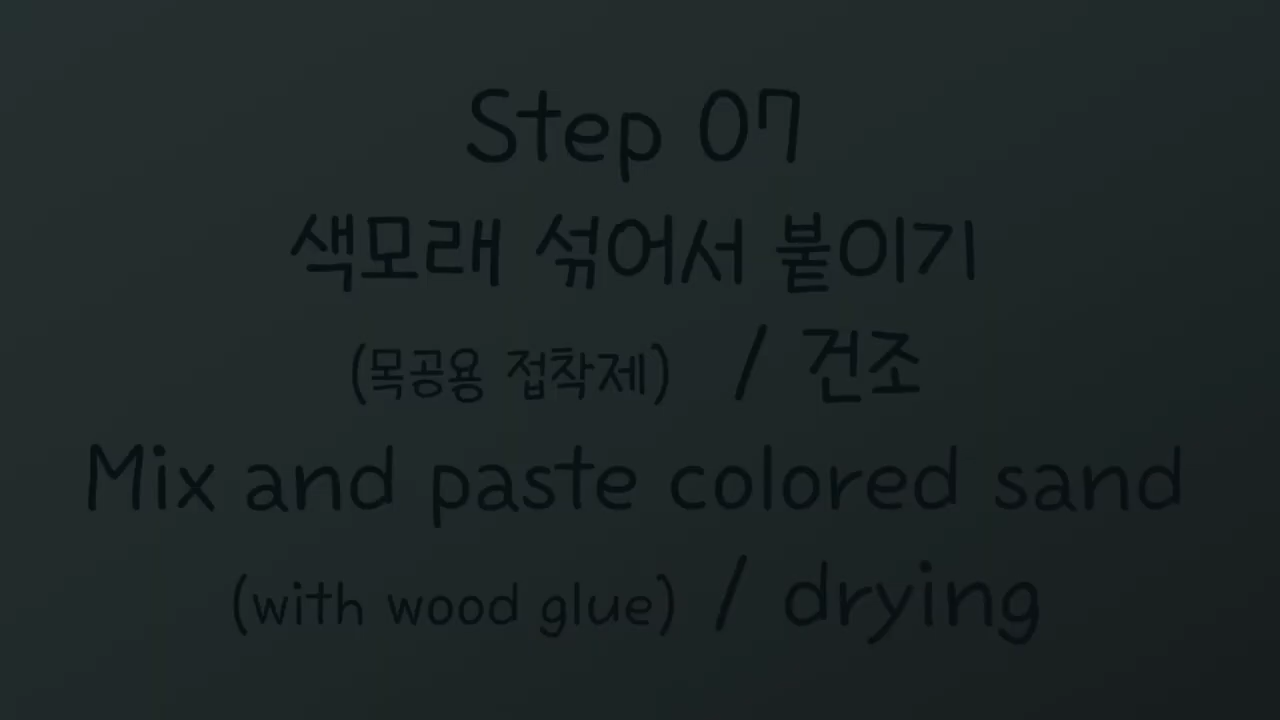 Step 07
색모래 섞어서 붙이기
(목공용 접착제) / 건조
Mix and paste colored sand
(with wood glue) / drying